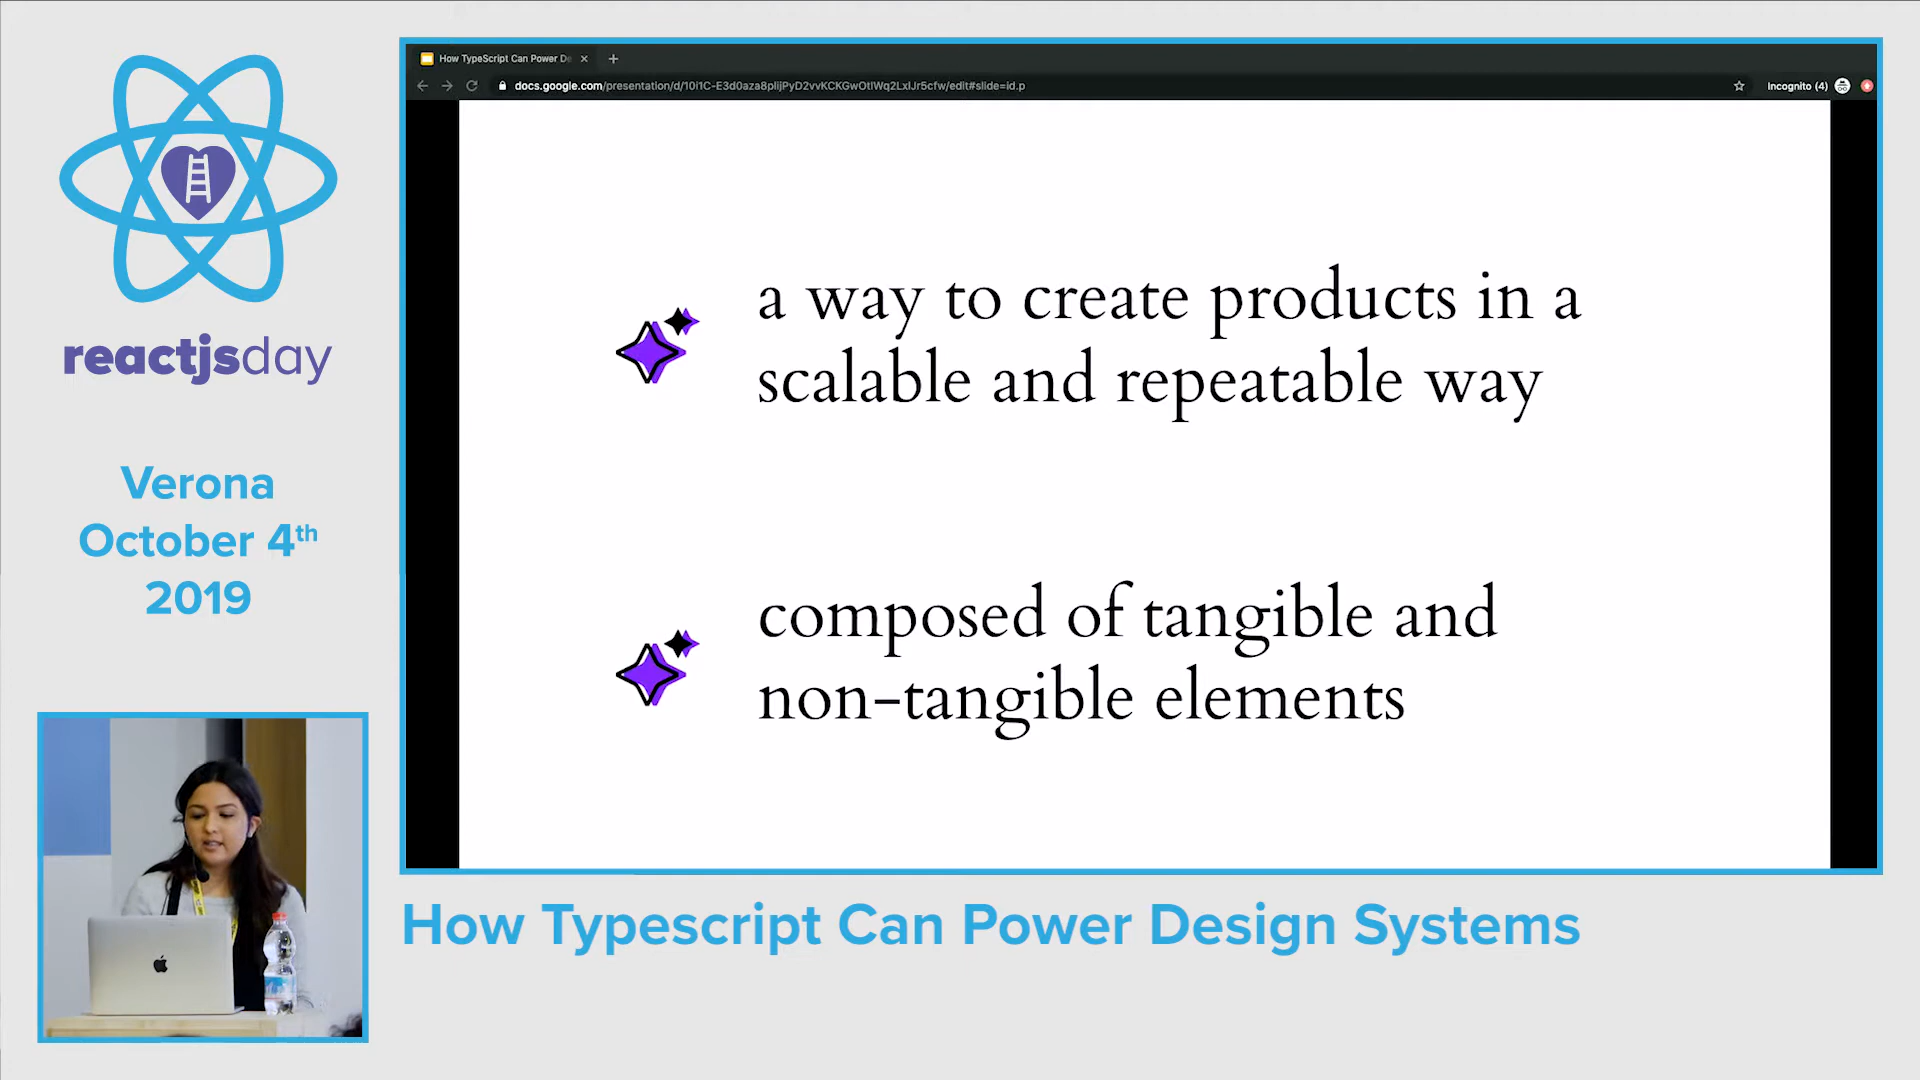 reactjsday
Verona
October 4th
2019
How TypeScript Can Power De
docs.google.com/presentation/d/10i1C-E3d0aza8plijPyD2vvKCKGwOtlWq2LxlJr5cfw/edit#slide=id.p
Incognito (4)
a way to create products in a
scalable and repeatable way
composed of tangible and
non-tangible elements
How Typescript Can Power Design Systems